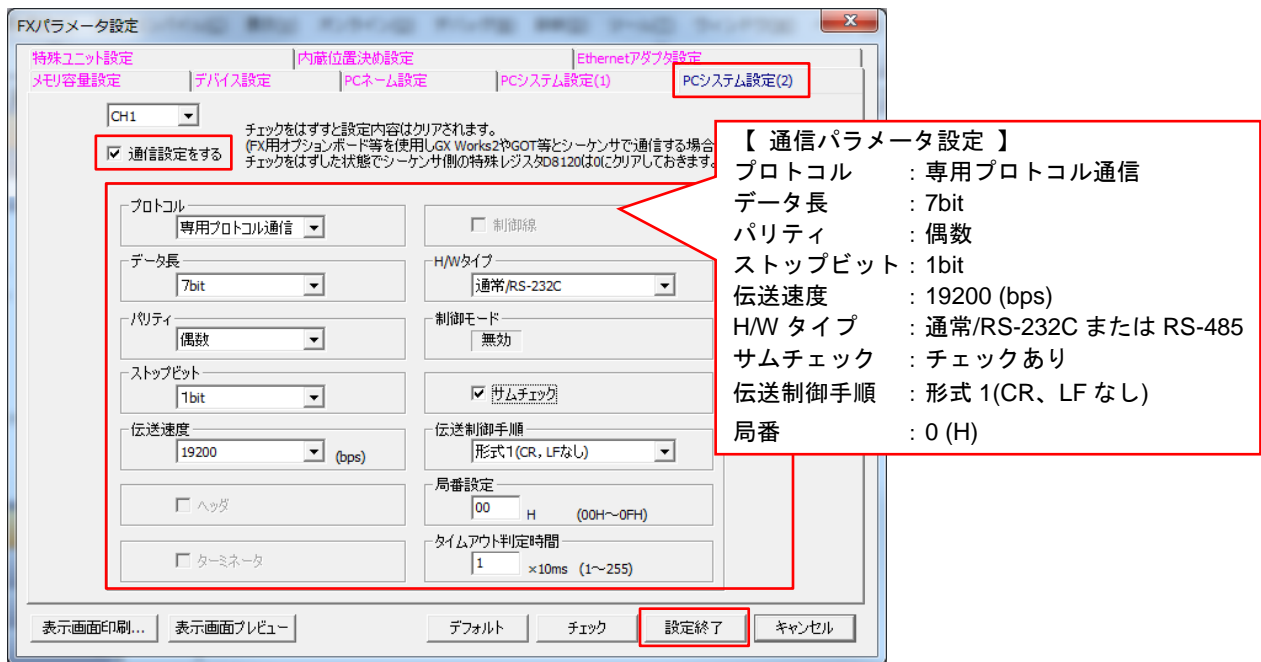 FXパラメータ設定
特殊ユニット設定 内蔵位置決め設定 Ethernetアダプタ設定
メモリ容量設定 デバイス設定 PCネーム設定 PCシステム設定(1) PCシステム設定(2)
CH1
通信設定をする
チェックをはずすと設定内容はクリアされます。
(FX用オプションボード等を使用しGX Works2やGOT等とシーケンサで通信する場合
チェックをはずした状態でシーケンサ側の特殊レジスタD8120は0にクリアしておきます。
プロトコル
専用プロトコル通信
制御線
データ長
7bit
H/Wタイプ
通常/RS-232C
パリティ
偶数
制御モード
無効
ストップビット
1bit
サムチェック
伝送速度
19200 (bps)
伝送制御手順
形式1(CR, LFなし)
ヘッダ
局番設定
00 H (00H～0FH)
ターミネータ
タイムアウト判定時間
1 ×10ms (1～255)
表示画面印刷... 表示画面プレビュー デフォルト チェック 設定終了 キャンセル
【 通信パラメータ設定 】
プロトコル : 専用プロトコル通信
データ長 : 7bit
パリティ : 偶数
ストップビット : 1bit
伝送速度 : 19200 (bps)
H/W タイプ : 通常/RS-232C または RS-485
サムチェック : チェックあり
伝送制御手順 : 形式 1(CR、LF なし)
局番 : 0 (H)